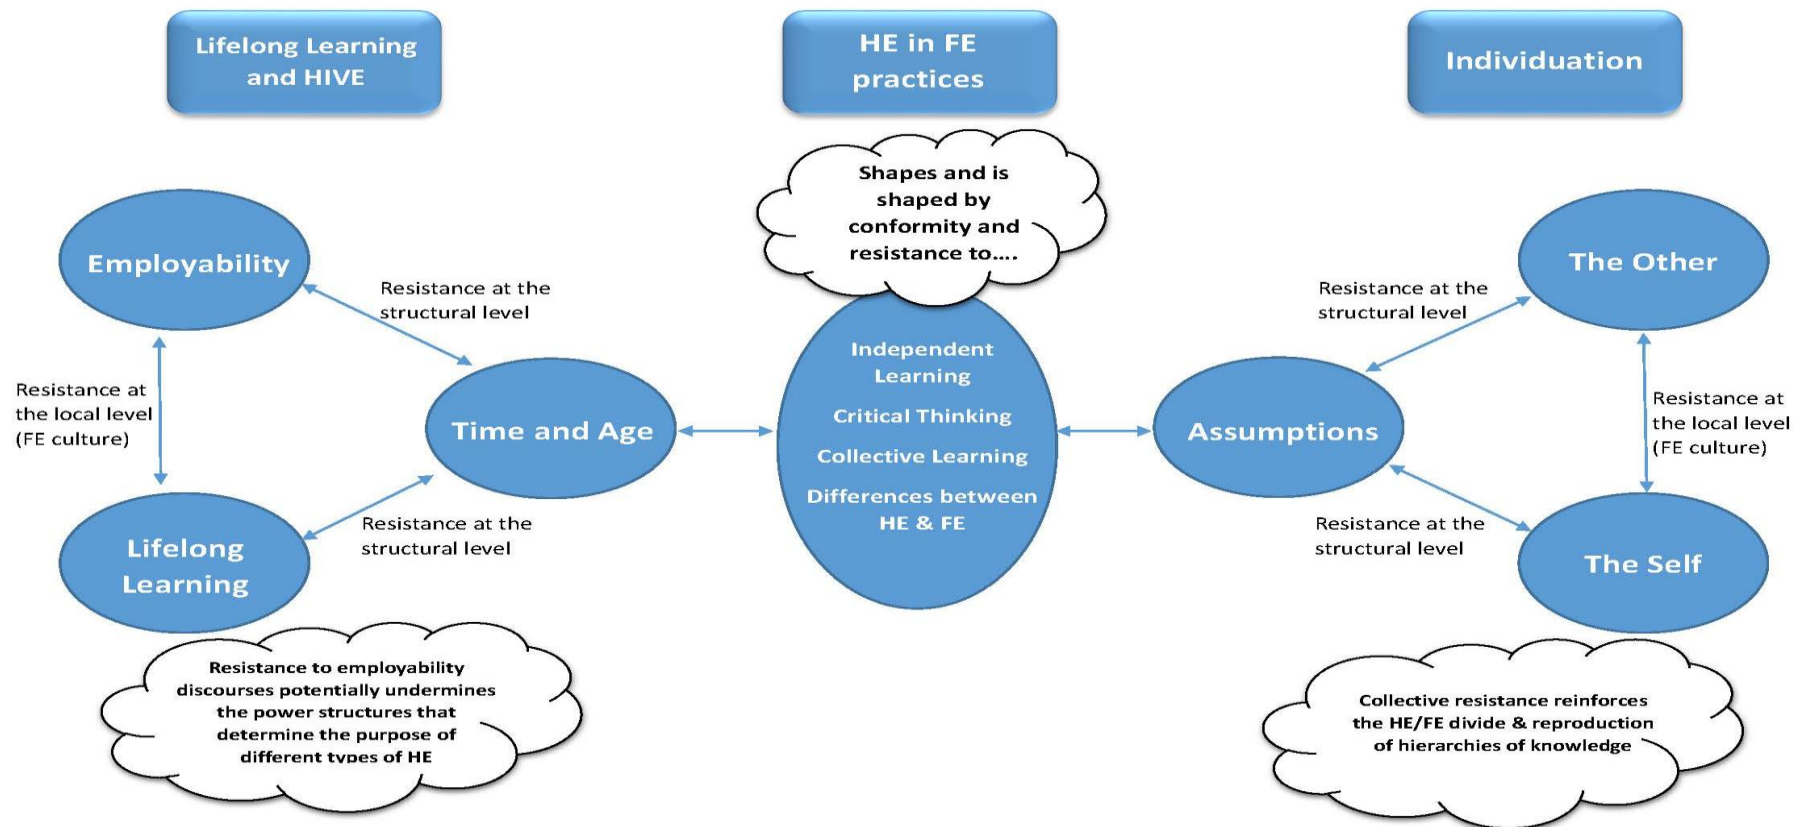 Lifelong Learning
and HIVE
HE in FE
practices
Individuation
Shapes and is
shaped by
conformity and
resistance to....
Employability
Resistance at the
structural level
Resistance at
the local level
(FE culture)
Time and Age
Lifelong
Learning
Resistance at the
structural level
Resistance to employability
discourses potentially undermines
the power structures that
determine the purpose of
different types of HE
Independent
Learning
Critical Thinking
Collective Learning
Differences between
HE & FE
The Other
Resistance at the
structural level
Assumptions
Resistance at
the local level
(FE culture)
Resistance at the
structural level
The Self
Collective resistance reinforces
the HE/FE divide & reproduction
of hierarchies of knowledge